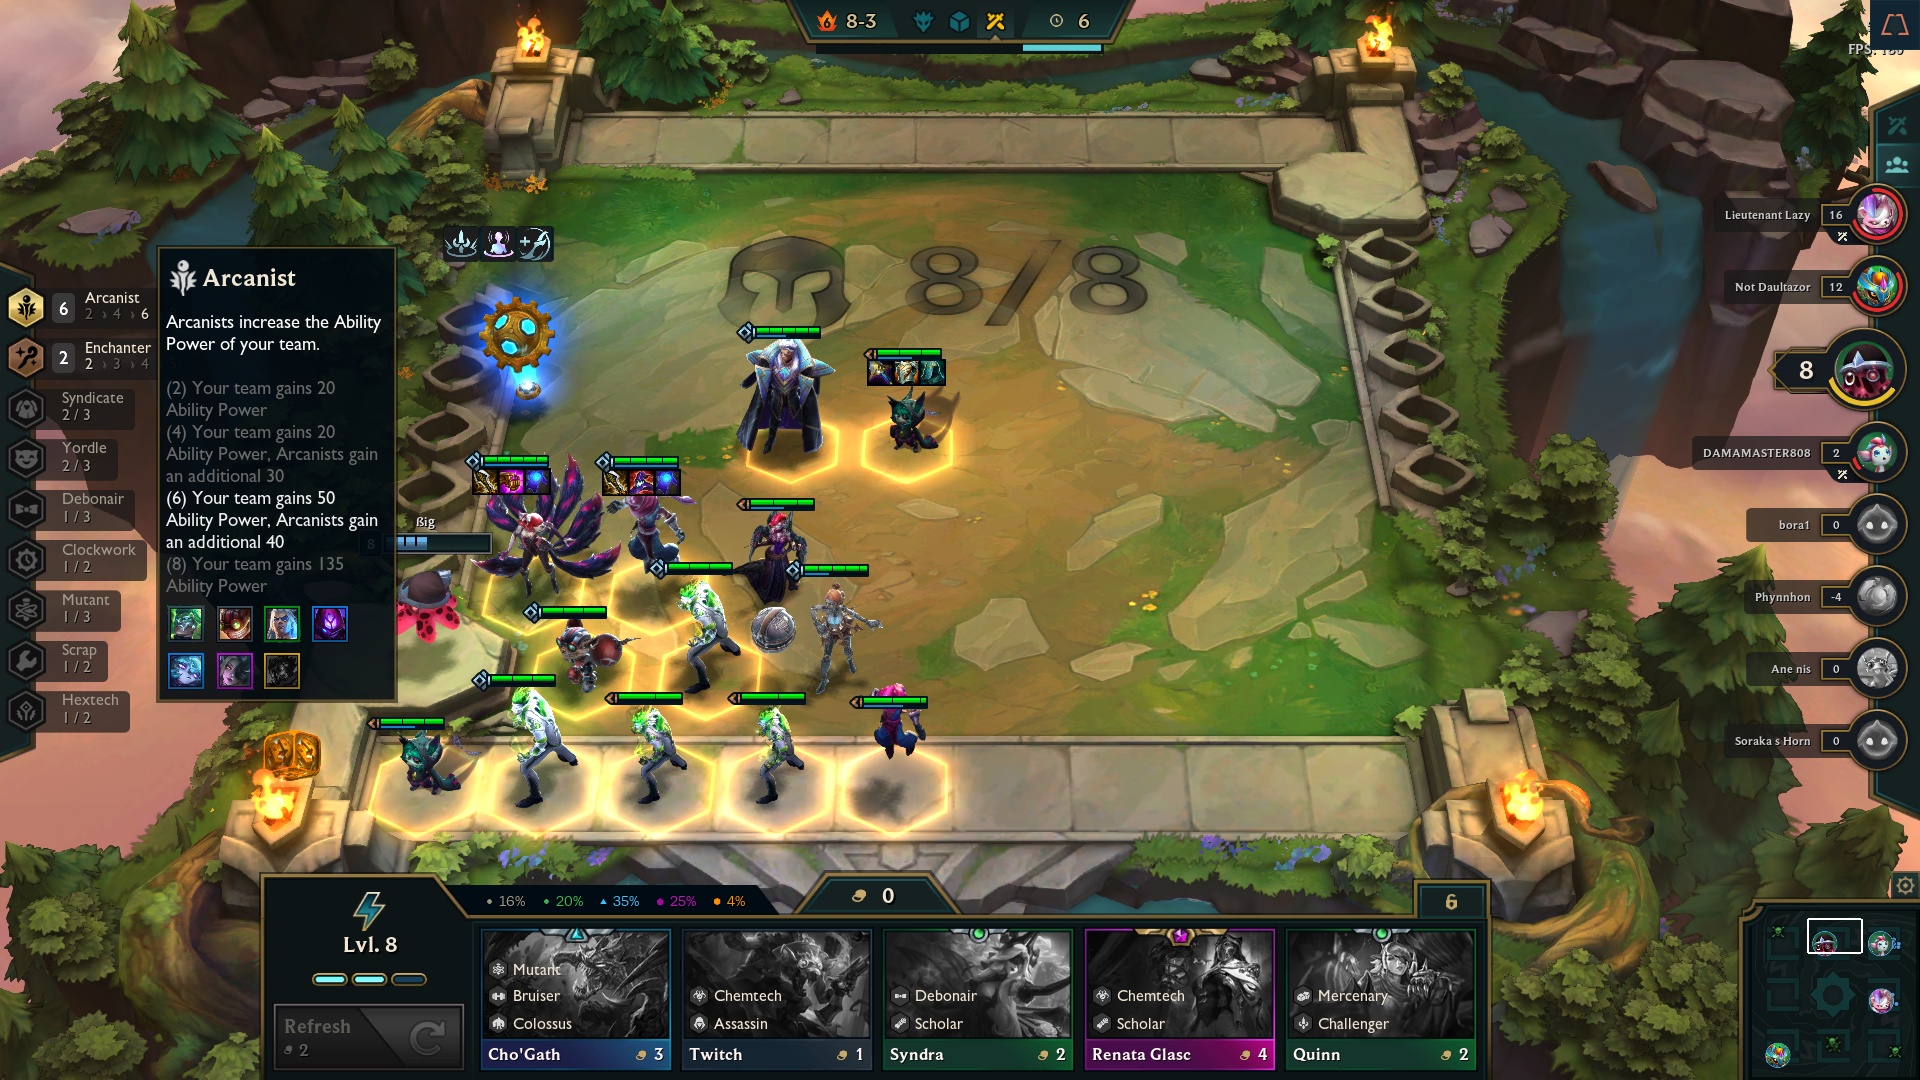 8-3
6
FPS:
Lieutenant Lazy 16
Not Daultazor 12
8
DAMAMASTER808 2
bora1 0
Phynnhon -4
Ane nis 0
Soraka s Horn 0
8/8
6 Arcanist
2 › 4 › 6
2 Enchanter
2 › 3 › 4
Syndicate
2 / 3
Yordle
2 / 3
Debonair
1 / 3
Clockwork
1 / 2
Mutant
1 / 3
Scrap
1 / 2
Hextech
1 / 2
Arcanist
Arcanists increase the Ability
Power of your team.
(2) Your team gains 20
Ability Power
(4) Your team gains 20
Ability Power, Arcanists gain
an additional 30
(6) Your team gains 50
Ability Power, Arcanists gain
an additional 40
(8) Your team gains 135
Ability Power
ßig
8
16% 20% 35% 25% 4%
0
6
Lvl. 8
Refresh
2
Mutant
Bruiser
Colossus
Cho'Gath 3
Chemtech
Assassin
Twitch 1
Debonair
Scholar
Syndra 2
Chemtech
Scholar
Renata Glasc 4
Mercenary
Challenger
Quinn 2